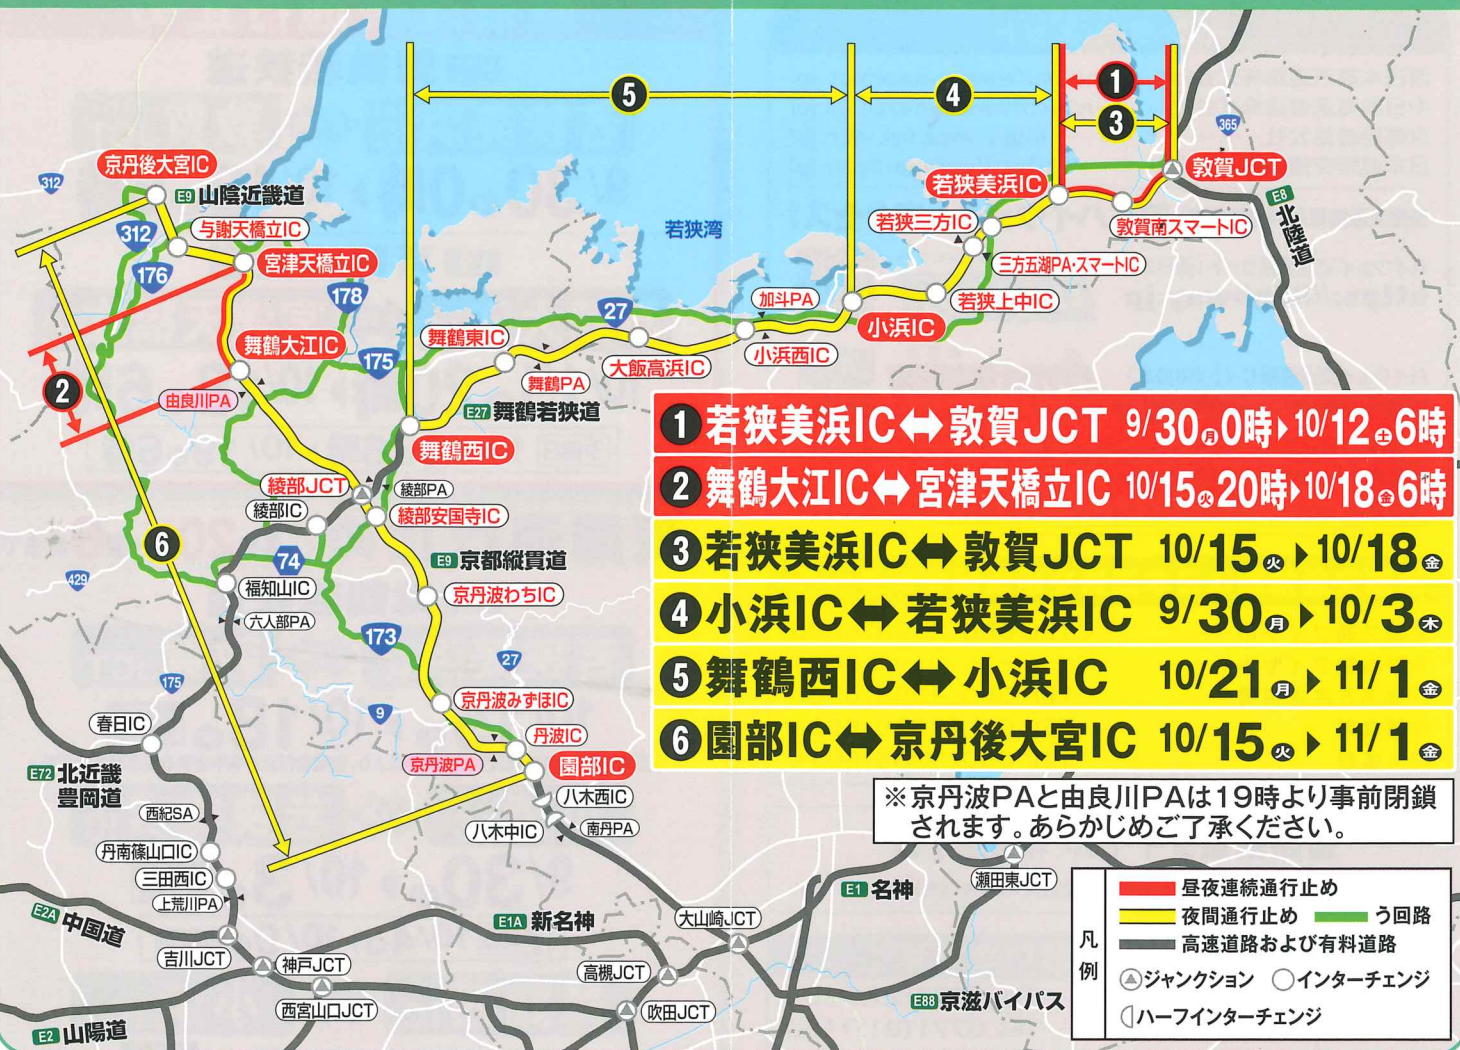 365
312
京丹後大宮IC
E9 山陰近畿道
与謝天橋立IC
312
176
宮津天橋立IC
178
舞鶴大江IC
由良川PA
175
⑤
④
①
③
若狭湾
若狭美浜IC
敦賀JCT
E8 北陸道
敦賀南スマートIC
若狭三方IC
三方五湖PA・スマートIC
若狭上中IC
加斗PA
小浜IC
小浜西IC
27
大飯高浜IC
舞鶴東IC
舞鶴PA
E27 舞鶴若狭道
舞鶴西IC
②
⑥
綾部JCT
綾部PA
綾部IC
綾部安国寺IC
74
E9 京都縦貫道
429
福知山IC
六人部PA
京丹波わちIC
173
27
175
9
京丹波みずほIC
丹波IC
京丹波PA
園部IC
八木西IC
八木中IC
南丹PA
春日IC
E72 北近畿
豊岡道
西紀SA
丹南篠山口IC
三田西IC
上荒川PA
E2A 中国道
吉川JCT
神戸JCT
西宮山口JCT
E2 山陽道
E1A 新名神
高槻JCT
吹田JCT
大山崎JCT
E1 名神
瀬田東JCT
E88 京滋バイパス
① 若狭美浜IC⬌敦賀JCT 9/30㊊0時▶10/12㊏6時
② 舞鶴大江IC⬌宮津天橋立IC 10/15㊋20時▶10/18㊎6時
③ 若狭美浜IC⬌敦賀JCT 10/15㊋▶10/18㊎
④ 小浜IC⬌若狭美浜IC 9/30㊊▶10/3㊍
⑤ 舞鶴西IC⬌小浜IC 10/21㊊▶11/1㊎
⑥ 園部IC⬌京丹後大宮IC 10/15㊋▶11/1㊎
※京丹波PAと由良川PAは19時より事前閉鎖
されます。あらかじめご了承ください。
凡例
昼夜連続通行止め
夜間通行止め う回路
高速道路および有料道路
ジャンクション インターチェンジ
ハーフインターチェンジ